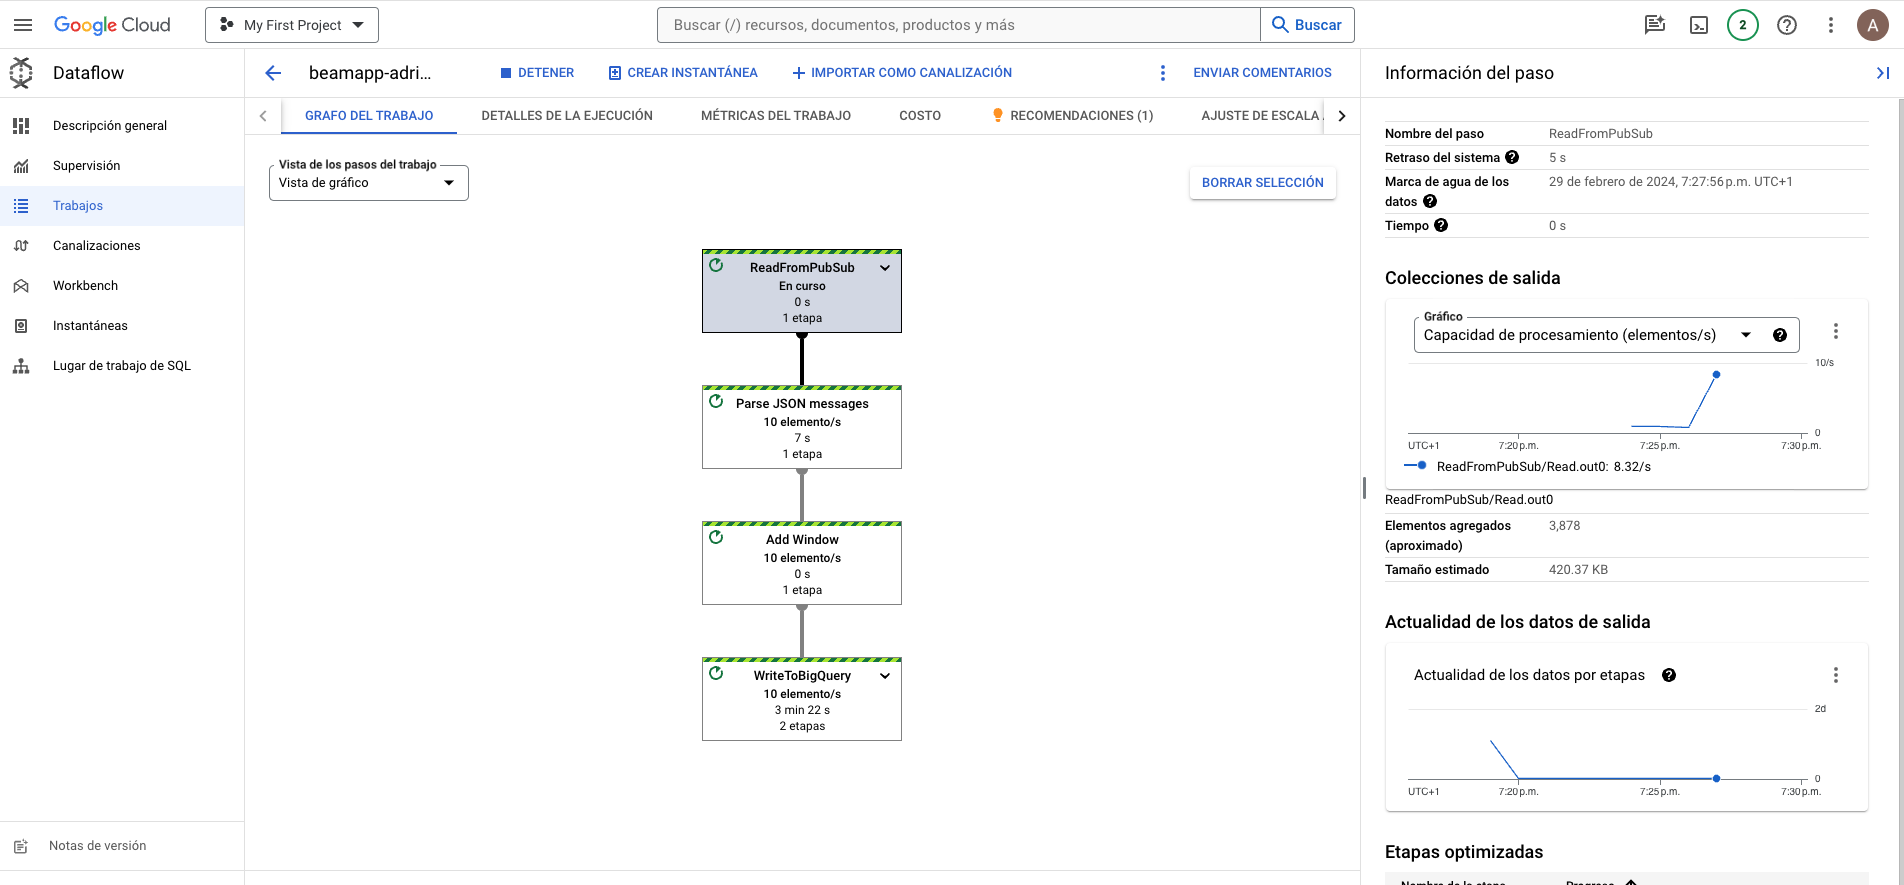 Google Cloud
My First Project
Buscar (/) recursos, documentos, productos y más
Buscar
2
A
Dataflow
beamapp-adri...
DETENER
CREAR INSTANTÁNEA
IMPORTAR COMO CANALIZACIÓN
ENVIAR COMENTARIOS
Información del paso
Descripción general
Supervisión
Trabajos
Canalizaciones
Workbench
Instantáneas
Lugar de trabajo de SQL
Notas de versión
GRAFO DEL TRABAJO
DETALLES DE LA EJECUCIÓN
MÉTRICAS DEL TRABAJO
COSTO
RECOMENDACIONES (1)
AJUSTE DE ESCALA
Vista de los pasos del trabajo
Vista de gráfico
BORRAR SELECCIÓN
ReadFromPubSub
En curso
0 s
1 etapa
Parse JSON messages
10 elemento/s
7 s
1 etapa
Add Window
10 elemento/s
0 s
1 etapa
WriteToBigQuery
10 elemento/s
3 min 22 s
2 etapas
Nombre del paso ReadFromPubSub
Retraso del sistema 5 s
Marca de agua de los datos 29 de febrero de 2024, 7:27:56 p.m. UTC+1
Tiempo 0 s
Colecciones de salida
Gráfico
Capacidad de procesamiento (elementos/s)
10/s
0
UTC+1 7:20 p.m. 7:25 p.m. 7:30 p.m.
ReadFromPubSub/Read.out0: 8.32/s
ReadFromPubSub/Read.out0
Elementos agregados (aproximado) 3,878
Tamaño estimado 420.37 KB
Actualidad de los datos de salida
Actualidad de los datos por etapas
2d
0
UTC+1 7:20 p.m. 7:25 p.m. 7:30 p.m.
Etapas optimizadas
Nombre de la etapa Progreso